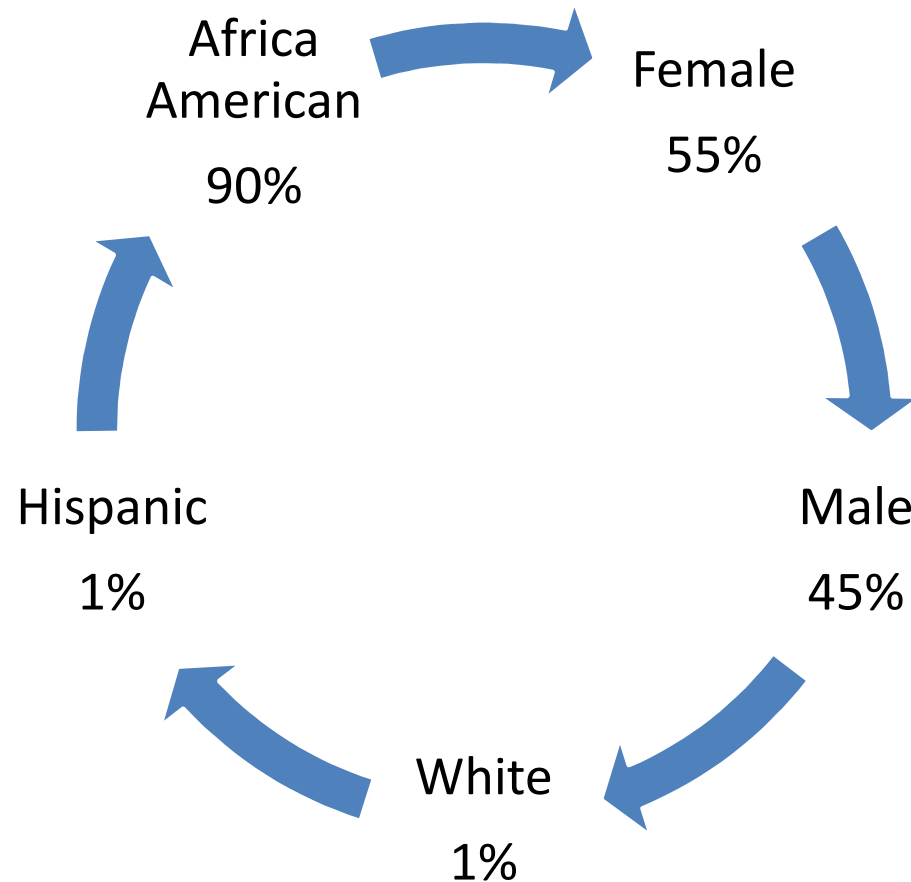 Africa
American
90%
Female
55%
Male
45%
White
1%
Hispanic
1%